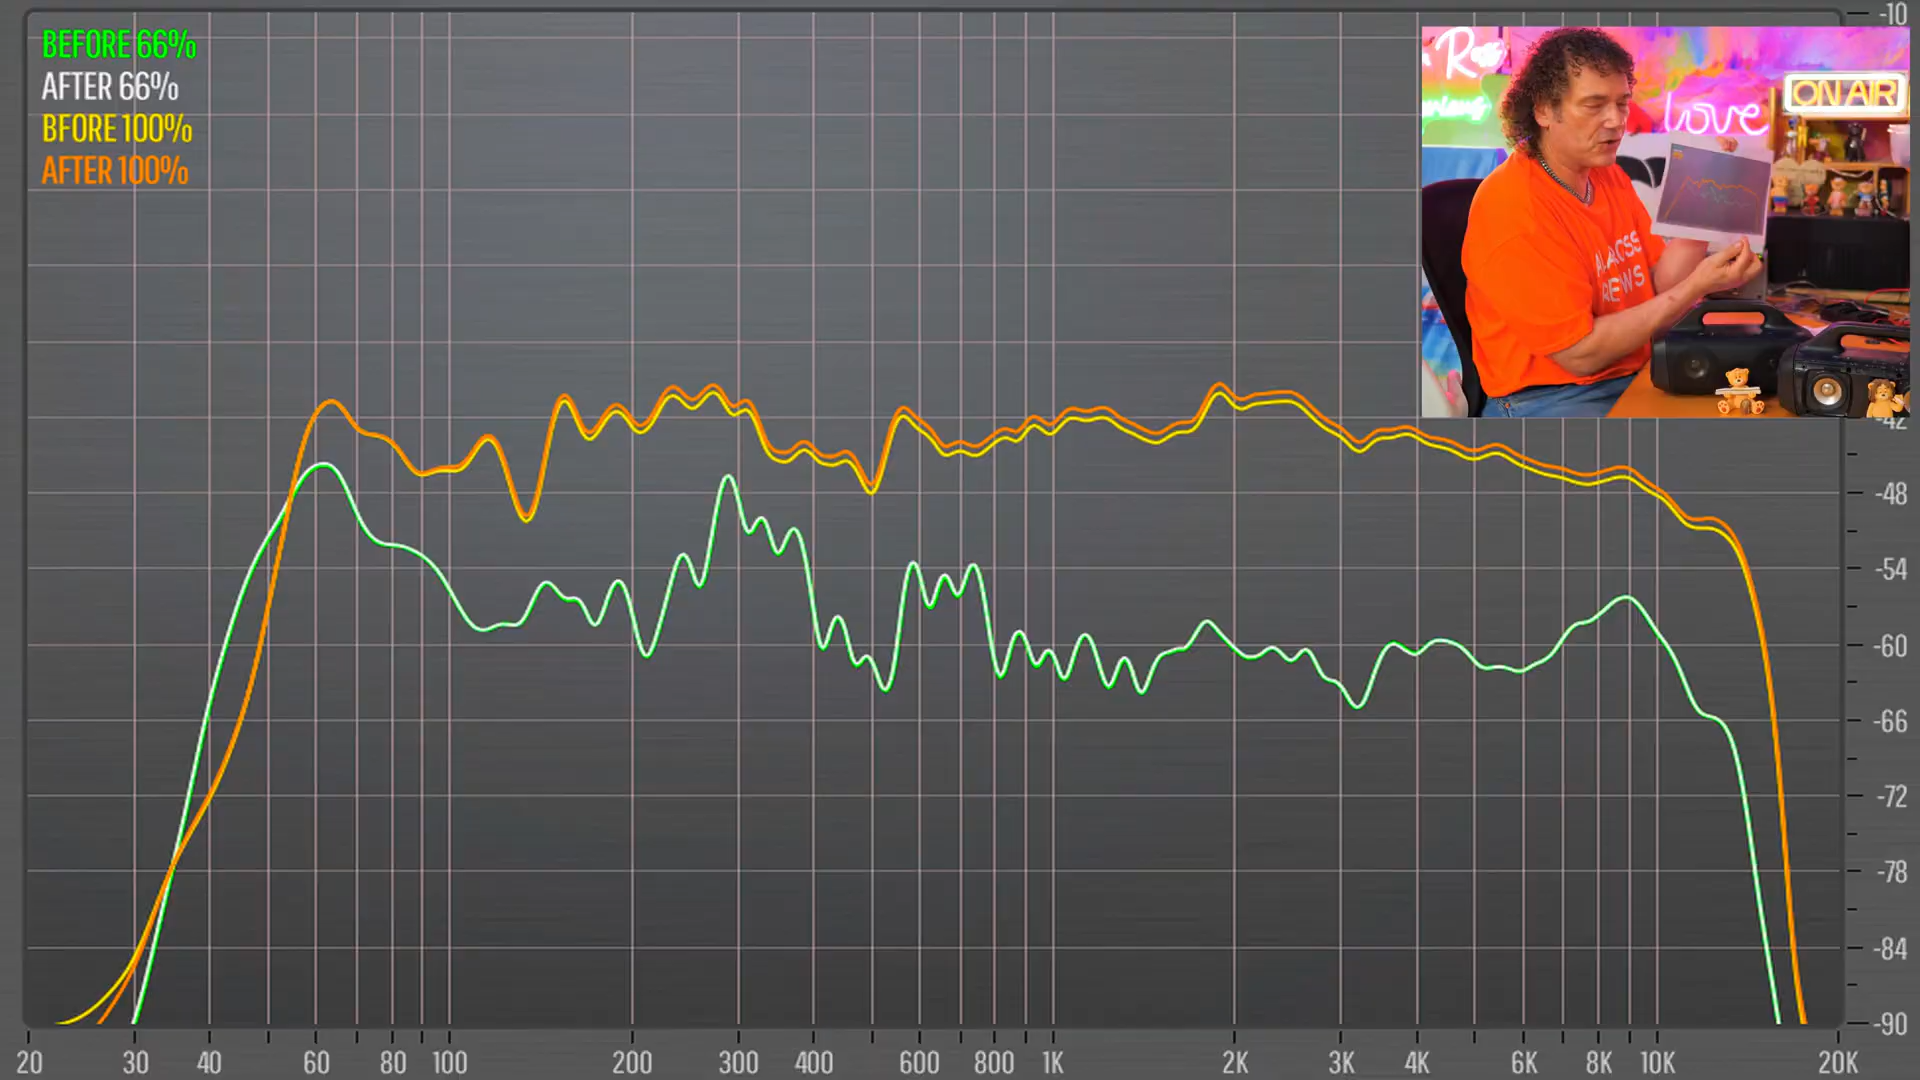 BEFORE 66%
AFTER 66%
BFORE 100%
AFTER 100%
-10
Ross
love
ON AIR
-42
-48
-54
-60
-66
-72
-78
-84
-90
20 30 40 60 80 100 200 300 400 600 800 1K 2K 3K 4K 6K 8K 10K 20K